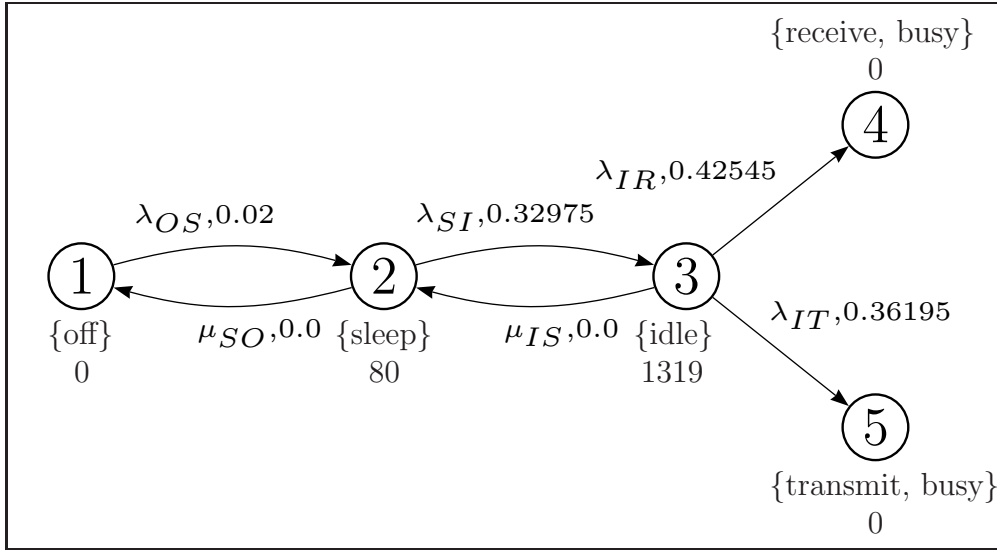 {receive, busy}
0
4
λIR,0.42545
λOS,0.02
λSI,0.32975
1
2
3
λIT,0.36195
μSO,0.0
μIS,0.0
{off}
{sleep}
{idle}
0
80
1319
5
{transmit, busy}
0